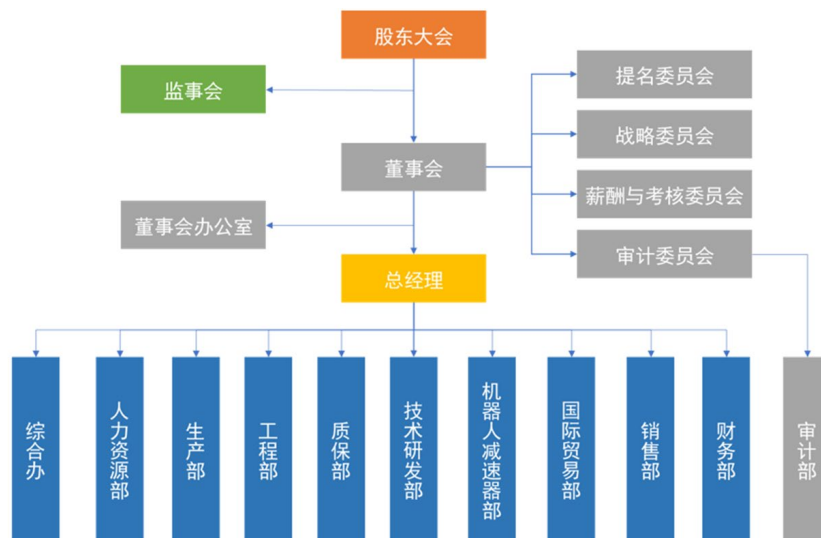 股东大会
监事会
提名委员会
战略委员会
董事会
薪酬与考核委员会
董事会办公室
审计委员会
总经理
综合办
人力资源部
生产部
工程部
质保部
技术研发部
机器人减速器部
国际贸易部
销售部
财务部
审计部